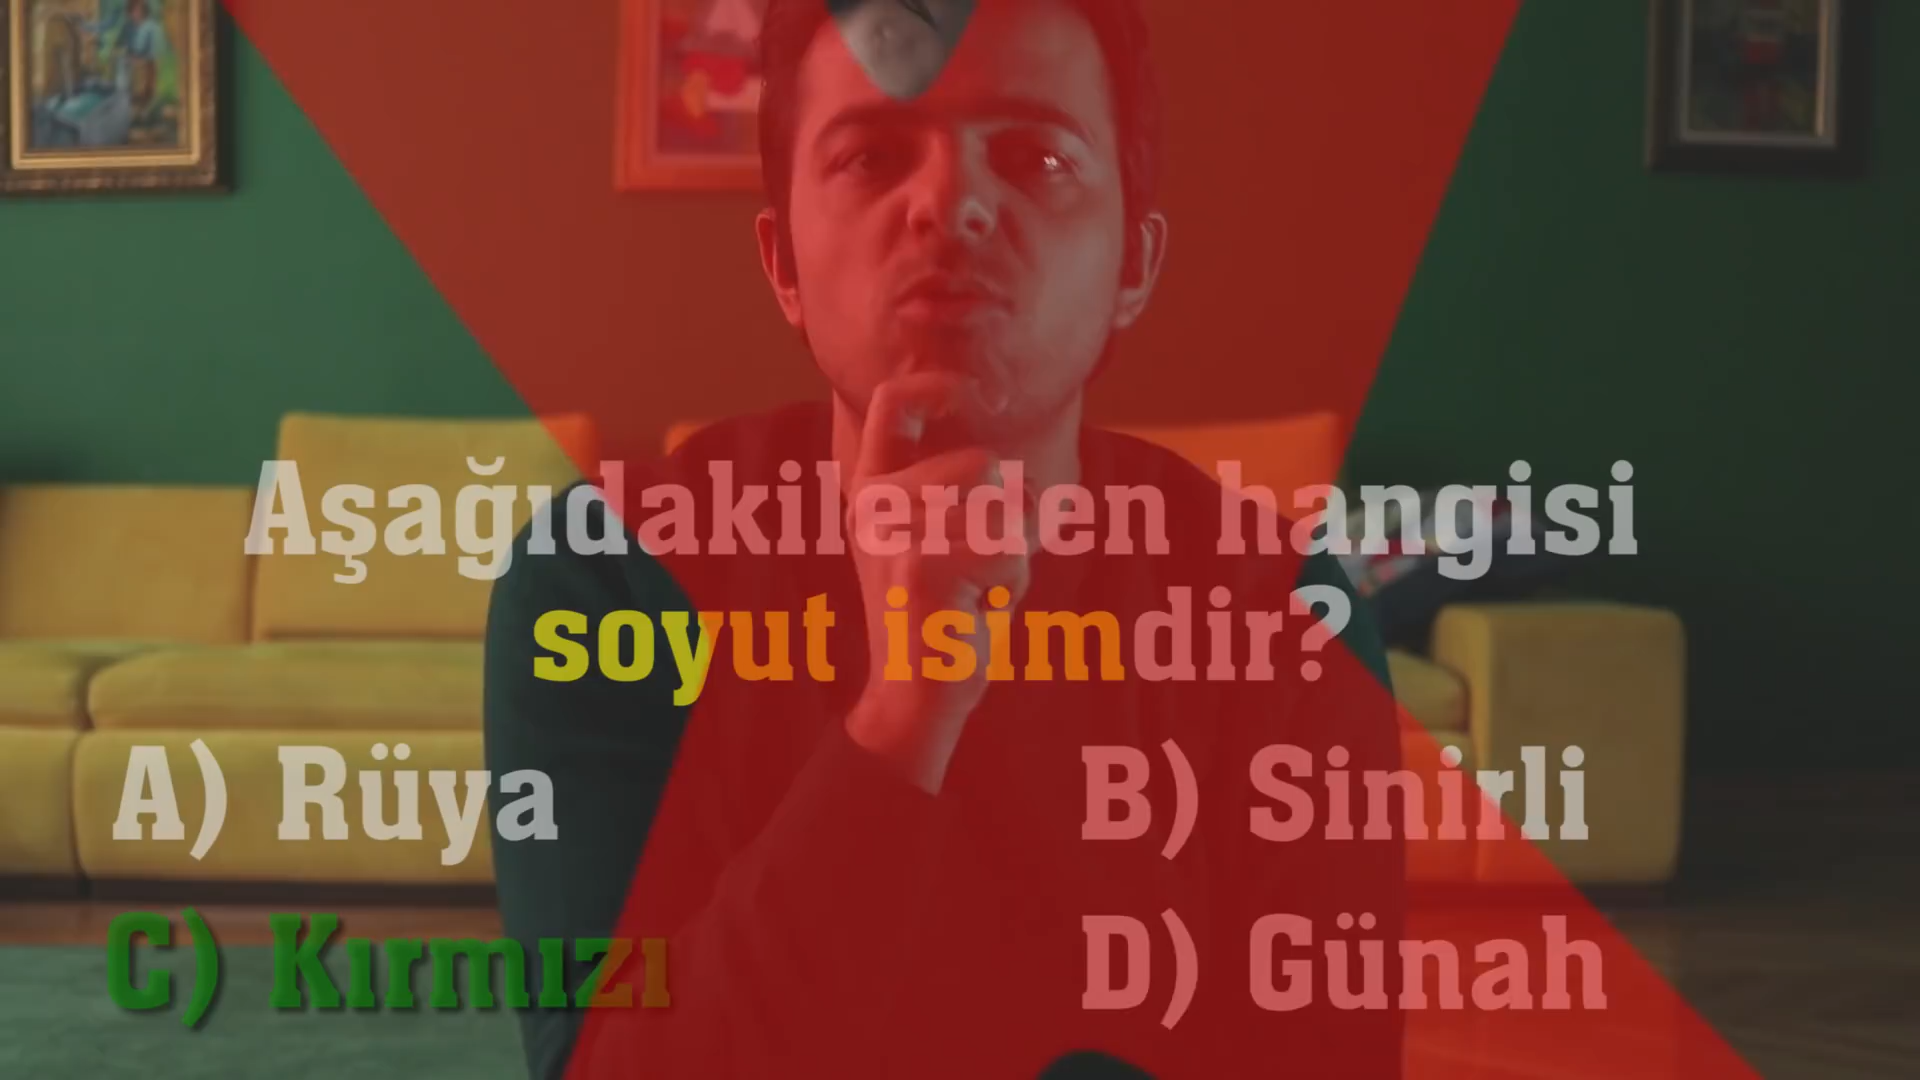 Aşağıdakilerden hangisi
soyut isimdir?
A) Rüya
B) Sinirli
C) Kırmızı
D) Günah